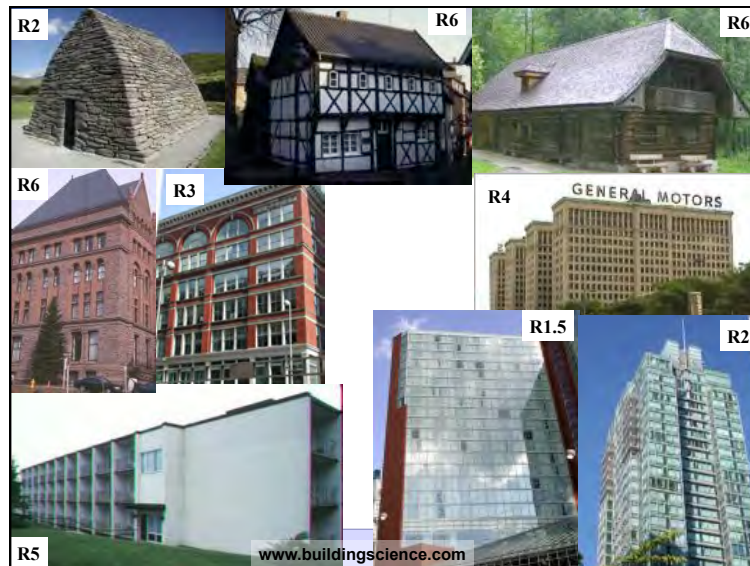 R2
R6
R6
R6
R3
R4
GENERAL MOTORS
R1.5
R2
R5
www.buildingscience.com